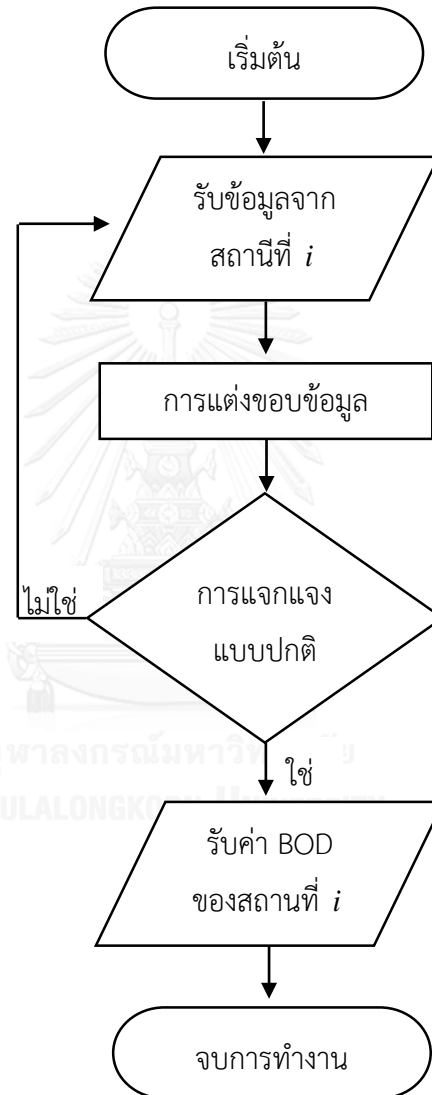 เริ่มต้น
รับข้อมูลจาก
สถานีที่ i
การแต่งขอบข้อมูล
การแจกแจง
แบบปกติ
ไม่ใช่
ใช่
รับค่า BOD
ของสถานที่ i
จบการทำงาน